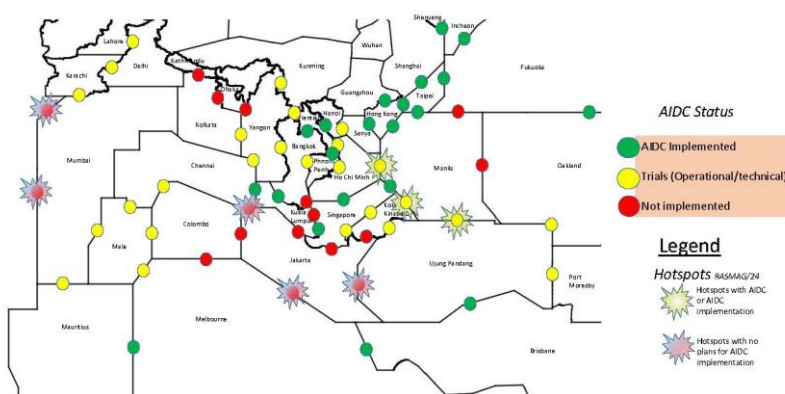 Shenyang
Incheon
Lahore
Delhi
Kathmandu
Kunming
Wuhan
Shanghai
Fukuoka
Karachi
Dhaka
Guangzhou
Taipei
Hanoi
Hong Kong
Kolkata
Yangon
Vientiane
Sanya
Mumbai
Chennai
Bangkok
Phnom
Penh
Ho Chi Minh
Manila
Oakland
Colombo
Kuala
Lumpur
Singapore
Kota
Kinabalu
Male
Jakarta
Ujung Pandang
Port
Moresby
Mauritius
Melbourne
Brisbane
AIDC Status
AIDC Implemented
Trials (Operational/technical)
Not implemented
Legend
Hotspots RASMAG/24
Hotspots with AIDC
or AIDC
implementation
Hotspots with no
plans for AIDC
implementation